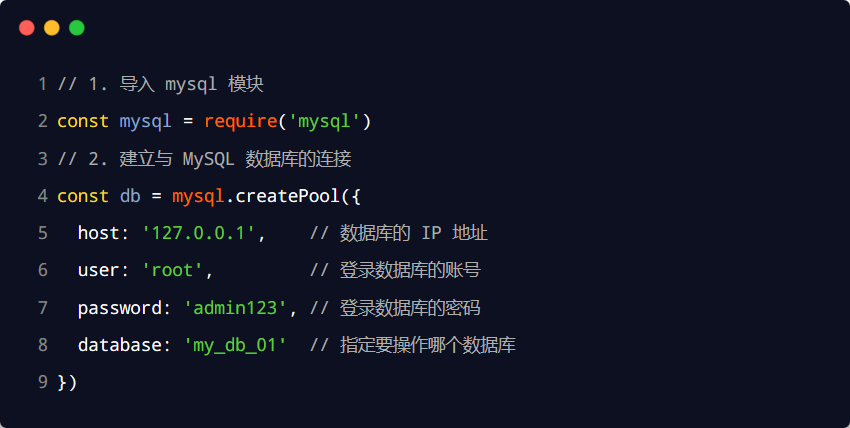 1 // 1. 导入 mysql 模块
2 const mysql = require('mysql')
3 // 2. 建立与 MySQL 数据库的连接
4 const db = mysql.createPool({
5   host: '127.0.0.1',    // 数据库的 IP 地址
6   user: 'root',         // 登录数据库的账号
7   password: 'admin123', // 登录数据库的密码
8   database: 'my_db_01'  // 指定要操作哪个数据库
9 })